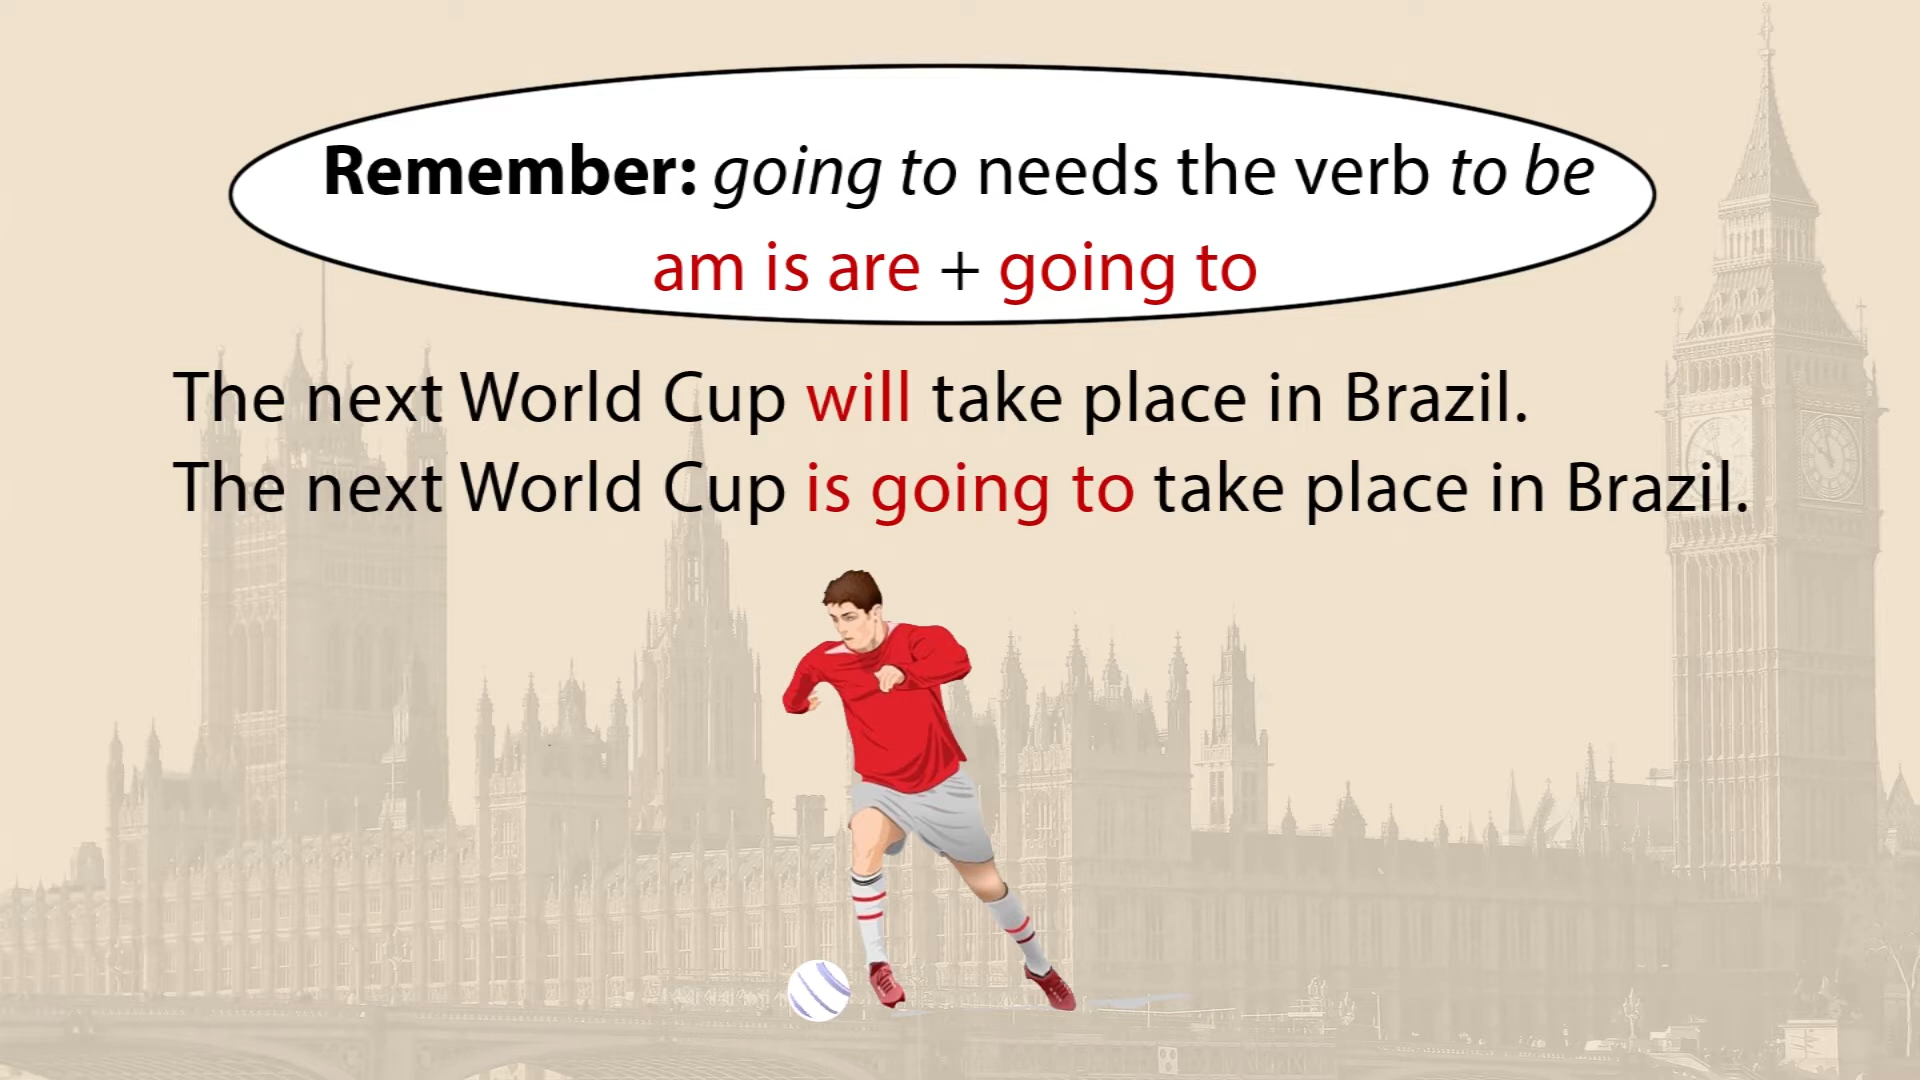 Remember: going to needs the verb to be
am is are + going to
The next World Cup will take place in Brazil.
The next World Cup is going to take place in Brazil.